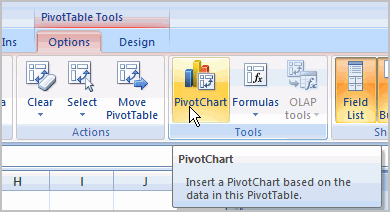 PivotTable Tools
Ins Options Design
Clear Select Move PivotTable
PivotChart Formulas OLAP tools
Field List
Actions Tools
PivotChart
Insert a PivotChart based on the
data in this PivotTable.
H I J